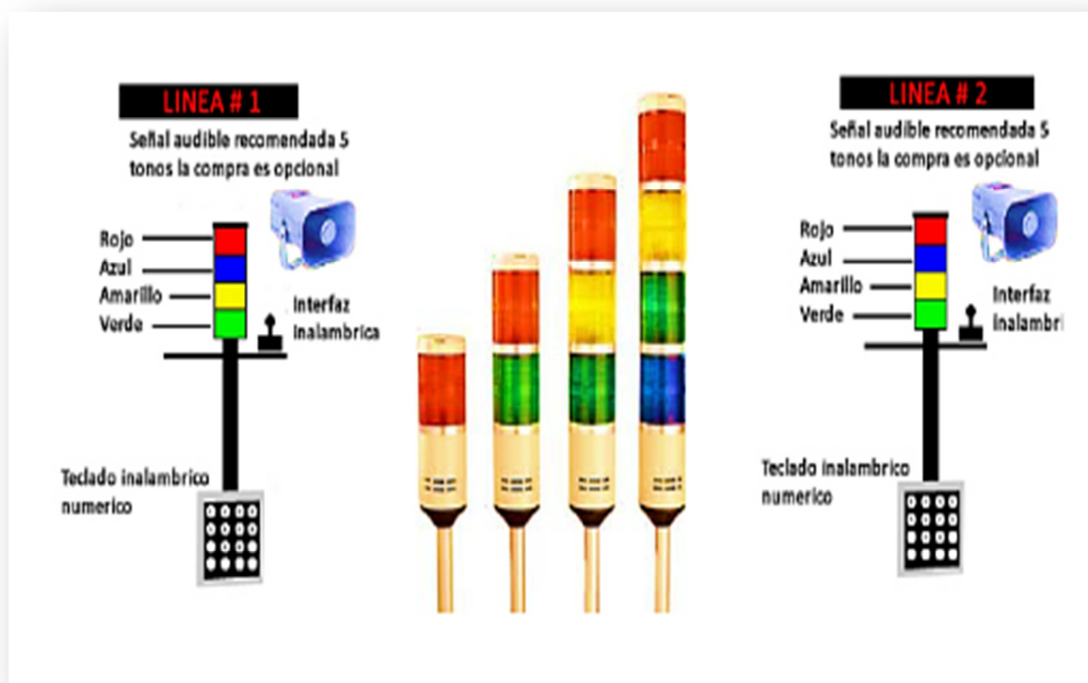 LINEA # 1
Señal audible recomendada 5
tonos la compra es opcional
Rojo
Azul
Amarillo
Verde
Interfaz
inalambrica
Teclado inalambrico
numerico
LINEA # 2
Señal audible recomendada 5
tonos la compra es opcional
Rojo
Azul
Amarillo
Verde
Interfaz
inalambri
Teclado inalambrico
numerico